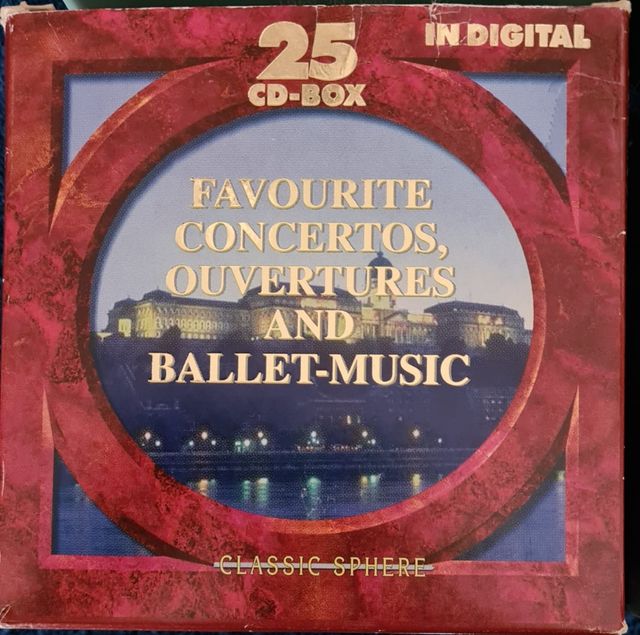 25
CD-BOX
IN DIGITAL
FAVOURITE
CONCERTOS,
OUVERTURES
AND
BALLET-MUSIC
CLASSIC SPHERE